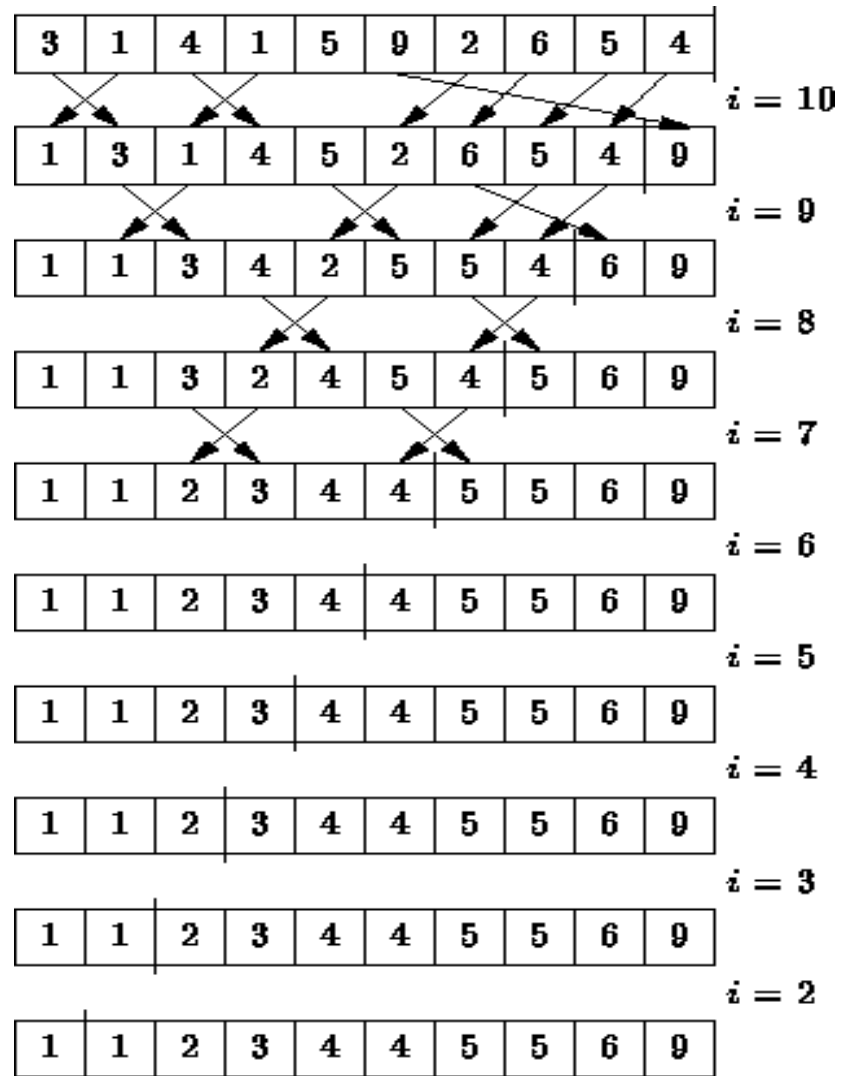 3 1 4 1 5 9 2 6 5 4
i = 10
1 3 1 4 5 2 6 5 4 9
i = 9
1 1 3 4 2 5 5 4 6 9
i = 8
1 1 3 2 4 5 4 5 6 9
i = 7
1 1 2 3 4 4 5 5 6 9
i = 6
1 1 2 3 4 4 5 5 6 9
i = 5
1 1 2 3 4 4 5 5 6 9
i = 4
1 1 2 3 4 4 5 5 6 9
i = 3
1 1 2 3 4 4 5 5 6 9
i = 2
1 1 2 3 4 4 5 5 6 9